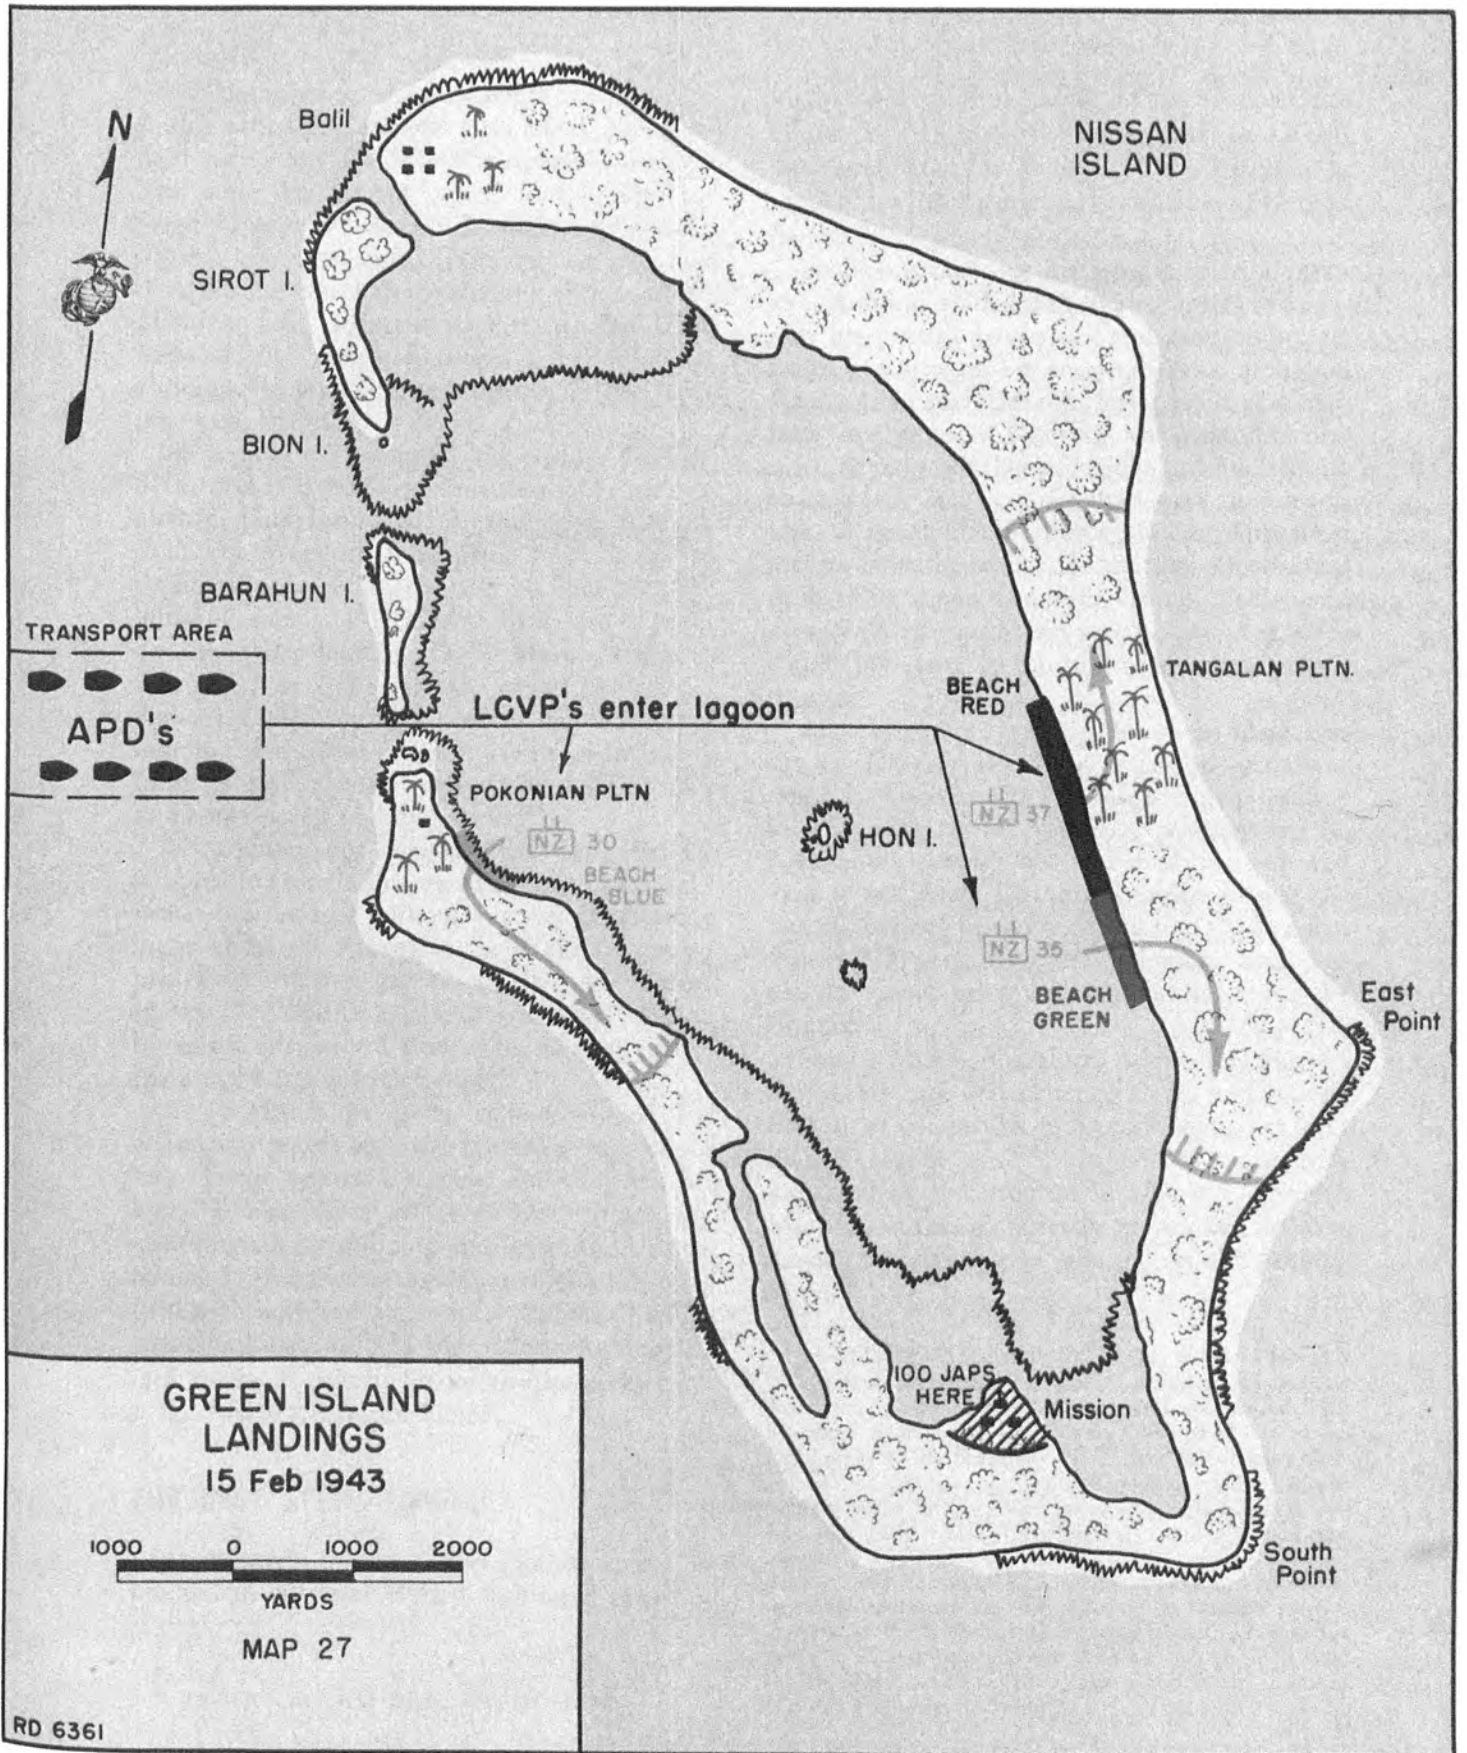 N
Balil
NISSAN
ISLAND
SIROT I.
BION I.
BARAHUN I.
TRANSPORT AREA
APD's
LCVP's enter lagoon
BEACH
RED
TANGALAN PLTN.
POKONIAN PLTN
NZ 30
BEACH
BLUE
HON I.
NZ 37
NZ 35
BEACH
GREEN
East
Point
100 JAPS
HERE
Mission
South
Point
GREEN ISLAND
LANDINGS
15 Feb 1943
1000 0 1000 2000
YARDS
MAP 27
RD 6361